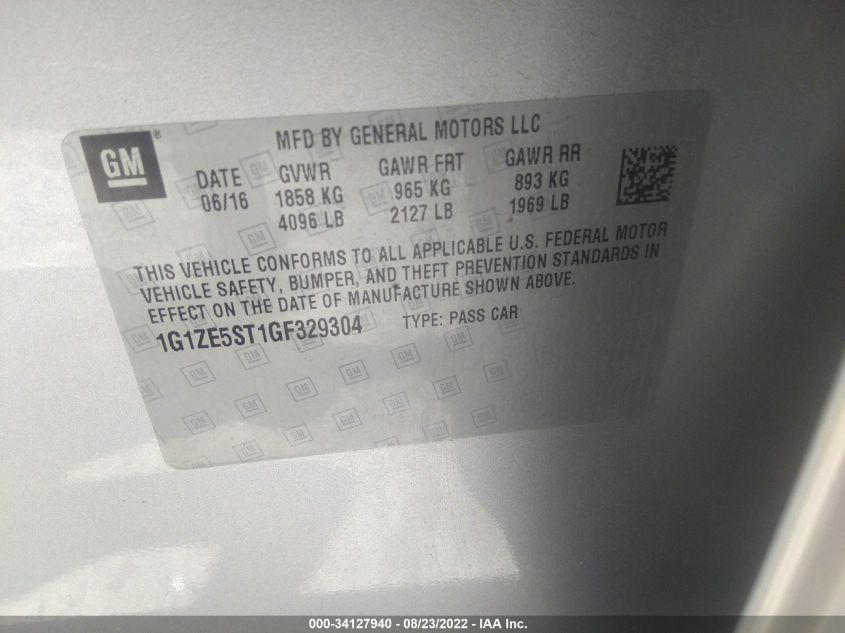 GM ®
MFD BY GENERAL MOTORS LLC
DATE GVWR GAWR FRT GAWR RR
06/16 1858 KG 965 KG 893 KG
4096 LB 2127 LB 1969 LB
THIS VEHICLE CONFORMS TO ALL APPLICABLE U.S. FEDERAL MOTOR
VEHICLE SAFETY, BUMPER, AND THEFT PREVENTION STANDARDS IN
EFFECT ON THE DATE OF MANUFACTURE SHOWN ABOVE.
1G1ZE5ST1GF329304 TYPE: PASS CAR
000-34127940 - 08/23/2022 - IAA Inc.